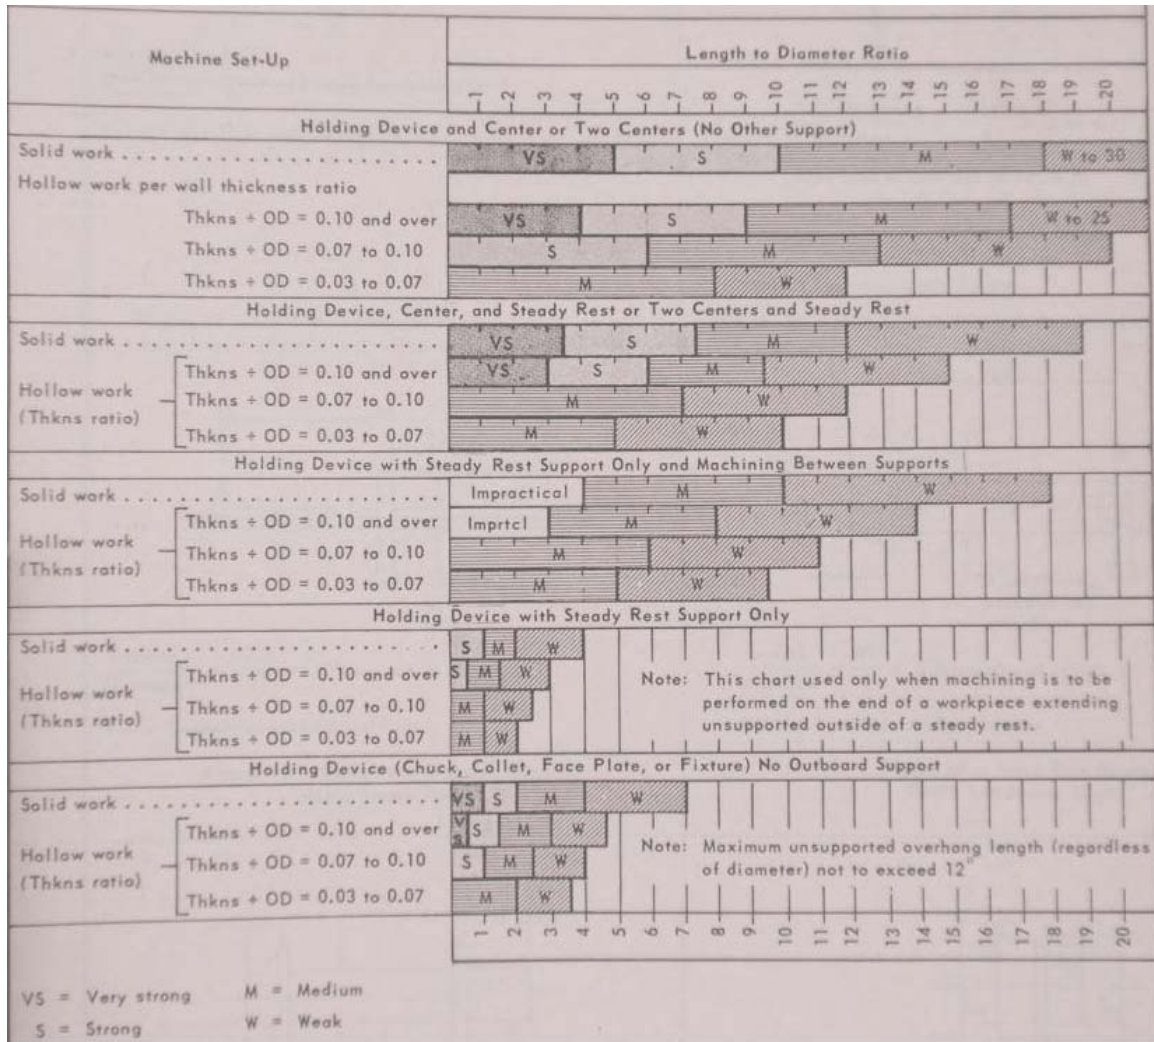 Machine Set-Up
Length to Diameter Ratio
1 2 3 4 5 6 7 8 9 10 11 12 13 14 15 16 17 18 19 20
Holding Device and Center or Two Centers (No Other Support)
Solid work . . . . . . . . . . . . . . . . . . . . . . . . VS S M W to 30
Hollow work per wall thickness ratio
Thkns ÷ OD = 0.10 and over VS S M W to 25
Thkns ÷ OD = 0.07 to 0.10 S M W
Thkns ÷ OD = 0.03 to 0.07 M W
Holding Device, Center, and Steady Rest or Two Centers and Steady Rest
Solid work . . . . . . . . . . . . . . . . . . . . . . . . VS S M W
Hollow work (Thkns ratio)
Thkns ÷ OD = 0.10 and over VS S M W
Thkns ÷ OD = 0.07 to 0.10 M W
Thkns ÷ OD = 0.03 to 0.07 M W
Holding Device with Steady Rest Support Only and Machining Between Supports
Solid work . . . . . . . . . . . . . . . . . . . . . . . . Impractical M W
Hollow work (Thkns ratio)
Thkns ÷ OD = 0.10 and over Imprtcl M W
Thkns ÷ OD = 0.07 to 0.10 M W
Thkns ÷ OD = 0.03 to 0.07 M W
Holding Device with Steady Rest Support Only
Solid work . . . . . . . . . . . . . . . . . . . . . . . . S M W
Hollow work (Thkns ratio)
Thkns ÷ OD = 0.10 and over S M W
Thkns ÷ OD = 0.07 to 0.10 M W
Thkns ÷ OD = 0.03 to 0.07 M W
Note: This chart used only when machining is to be
performed on the end of a workpiece extending
unsupported outside of a steady rest.
Holding Device (Chuck, Collet, Face Plate, or Fixture) No Outboard Support
Solid work . . . . . . . . . . . . . . . . . . . . . . . . VS S M W
Hollow work (Thkns ratio)
Thkns ÷ OD = 0.10 and over VS S M W
Thkns ÷ OD = 0.07 to 0.10 S M W
Thkns ÷ OD = 0.03 to 0.07 M W
Note: Maximum unsupported overhang length (regardless
of diameter) not to exceed 12"
1 2 3 4 5 6 7 8 9 10 11 12 13 14 15 16 17 18 19 20
VS = Very strong M = Medium
S = Strong W = Weak